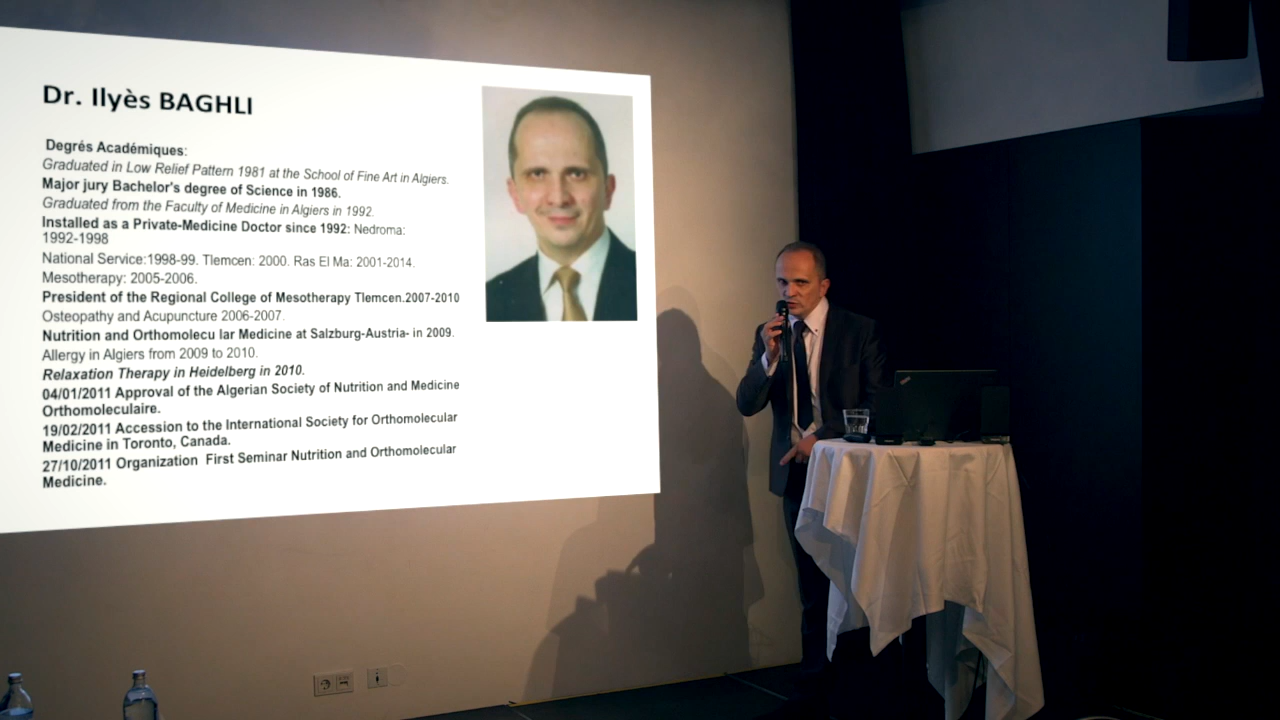 Dr. Ilyès BAGHLI
Degrés Académiques:
Graduated in Low Relief Pattern 1981 at the School of Fine Art in Algiers.
Major jury Bachelor's degree of Science in 1986.
Graduated from the Faculty of Medicine in Algiers in 1992.
Installed as a Private-Medicine Doctor since 1992: Nedroma:
1992-1998
National Service:1998-99. Tlemcen: 2000. Ras El Ma: 2001-2014.
Mesotherapy: 2005-2006.
President of the Regional College of Mesotherapy Tlemcen.2007-2010
Osteopathy and Acupuncture 2006-2007.
Nutrition and Orthomolecu lar Medicine at Salzburg-Austria- in 2009.
Allergy in Algiers from 2009 to 2010.
Relaxation Therapy in Heidelberg in 2010.
04/01/2011 Approval of the Algerian Society of Nutrition and Medicine
Orthomoleculaire.
19/02/2011 Accession to the International Society for Orthomolecular
Medicine in Toronto, Canada.
27/10/2011 Organization First Seminar Nutrition and Orthomolecular
Medicine.